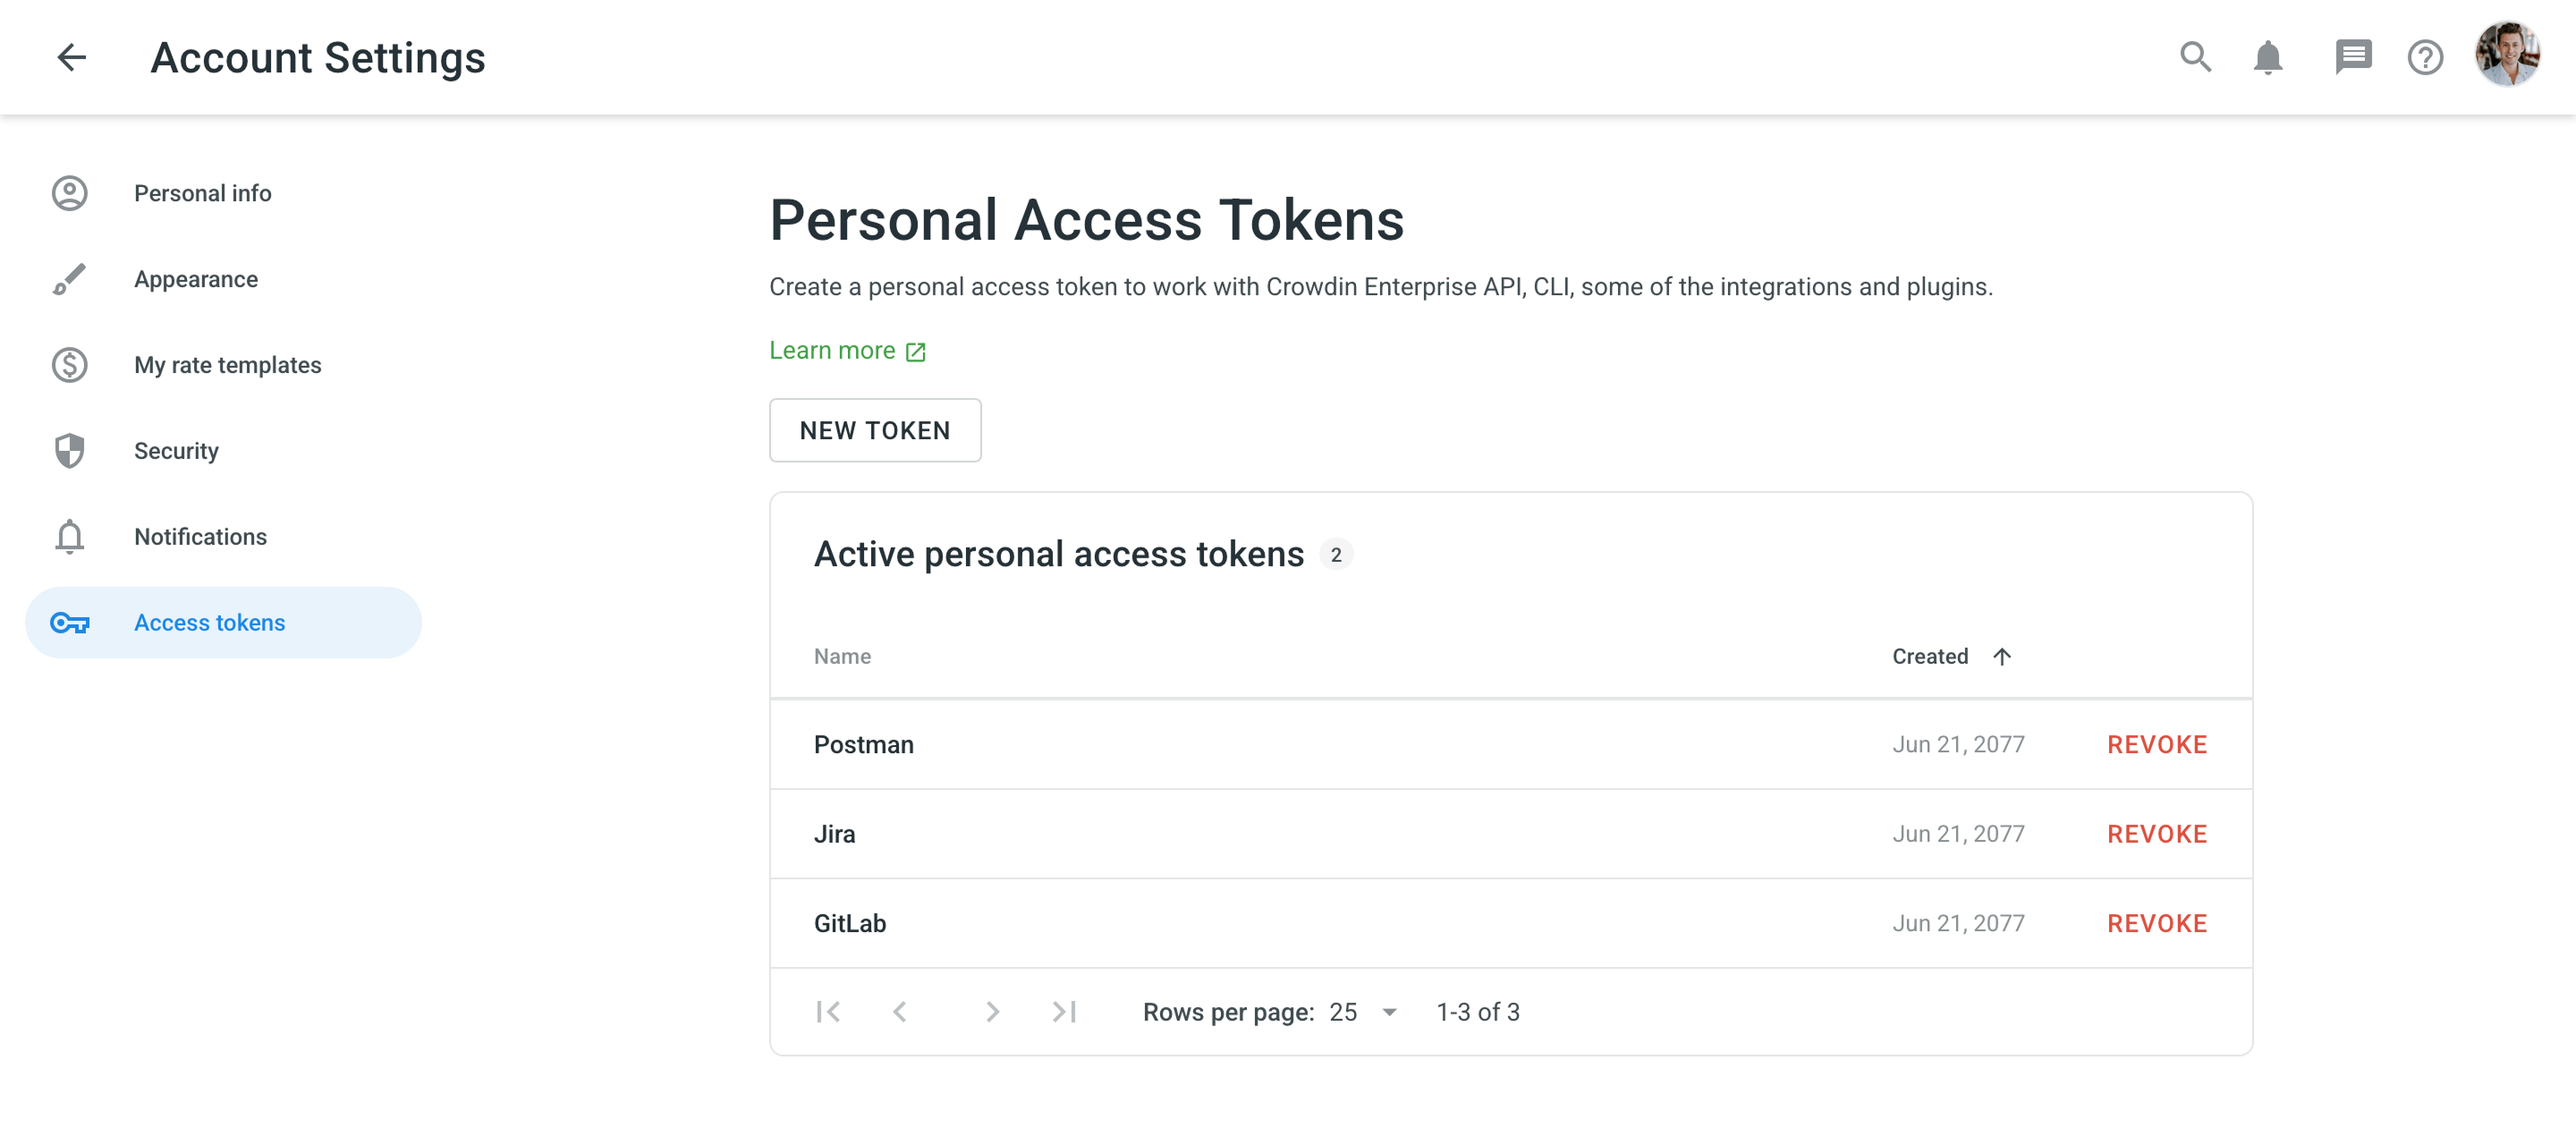 Account Settings
Personal info
Appearance
My rate templates
Security
Notifications
Access tokens
Personal Access Tokens
Create a personal access token to work with Crowdin Enterprise API, CLI, some of the integrations and plugins.
Learn more
NEW TOKEN
Active personal access tokens 2
Name Created
Postman Jun 21, 2077 REVOKE
Jira Jun 21, 2077 REVOKE
GitLab Jun 21, 2077 REVOKE
Rows per page: 25 1-3 of 3